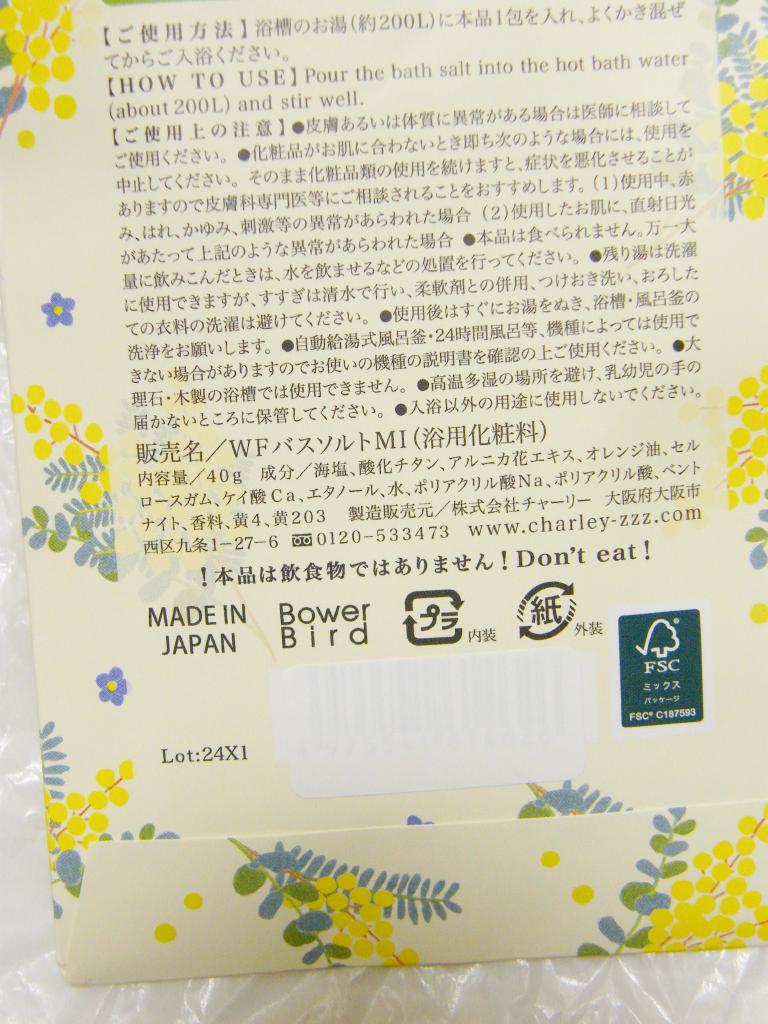 【ご使用方法】浴槽のお湯(約200L)に本品1包を入れ、よくかき混ぜ
てからご入浴ください。
【HOW TO USE】Pour the bath salt into the hot bath water
(about 200L) and stir well.
【ご使用上の注意】●皮膚あるいは体質に異常がある場合は医師に相談して
ご使用ください。 ●化粧品がお肌に合わないとき即ち次のような場合には、使用を
中止してください。 そのまま化粧品類の使用を続けますと、症状を悪化させることが
ありますので皮膚科専門医等にご相談されることをおすすめします。(1)使用中、赤
み、はれ、かゆみ、刺激等の異常があらわれた場合 (2)使用したお肌に、直射日光
があたって上記のような異常があらわれた場合 ●本品は食べられません。万一大
量に飲みこんだときは、水を飲ませるなどの処置を行ってください。 ●残り湯は洗濯
に使用できますが、すすぎは清水で行い、柔軟剤との併用、つけおき洗い、おろした
ての衣料の洗濯は避けてください。 ●使用後はすぐにお湯をぬき、浴槽・風呂釜の
洗浄をお願いします。 ●自動給湯式風呂釜・24時間風呂等、機種によっては使用で
きない場合がありますのでお使いの機種の説明書を確認の上ご使用ください。 ●大
理石・木製の浴槽では使用できません。 ●高温多湿の場所を避け、乳幼児の手の
届かないところに保管してください。 ●入浴以外の用途に使用しないでください。
販売名／WFバスソルトMI(浴用化粧料)
内容量／40g 成分／海塩、酸化チタン、アルニカ花エキス、オレンジ油、セル
ロースガム、ケイ酸Ca、エタノール、水、ポリアクリル酸Na、ポリアクリル酸、ベント
ナイト、香料、黄4、黄203 製造販売元／株式会社チャーリー 大阪府大阪市
西区九条1-27-6 0120-533473 www.charley-zzz.com
！本品は飲食物ではありません！Don't eat！
MADE IN
JAPAN
Bower
Bird
プラ 内装
紙 外装
FSC
ミックス
パッケージ
FSC® C187593
Lot:24X1